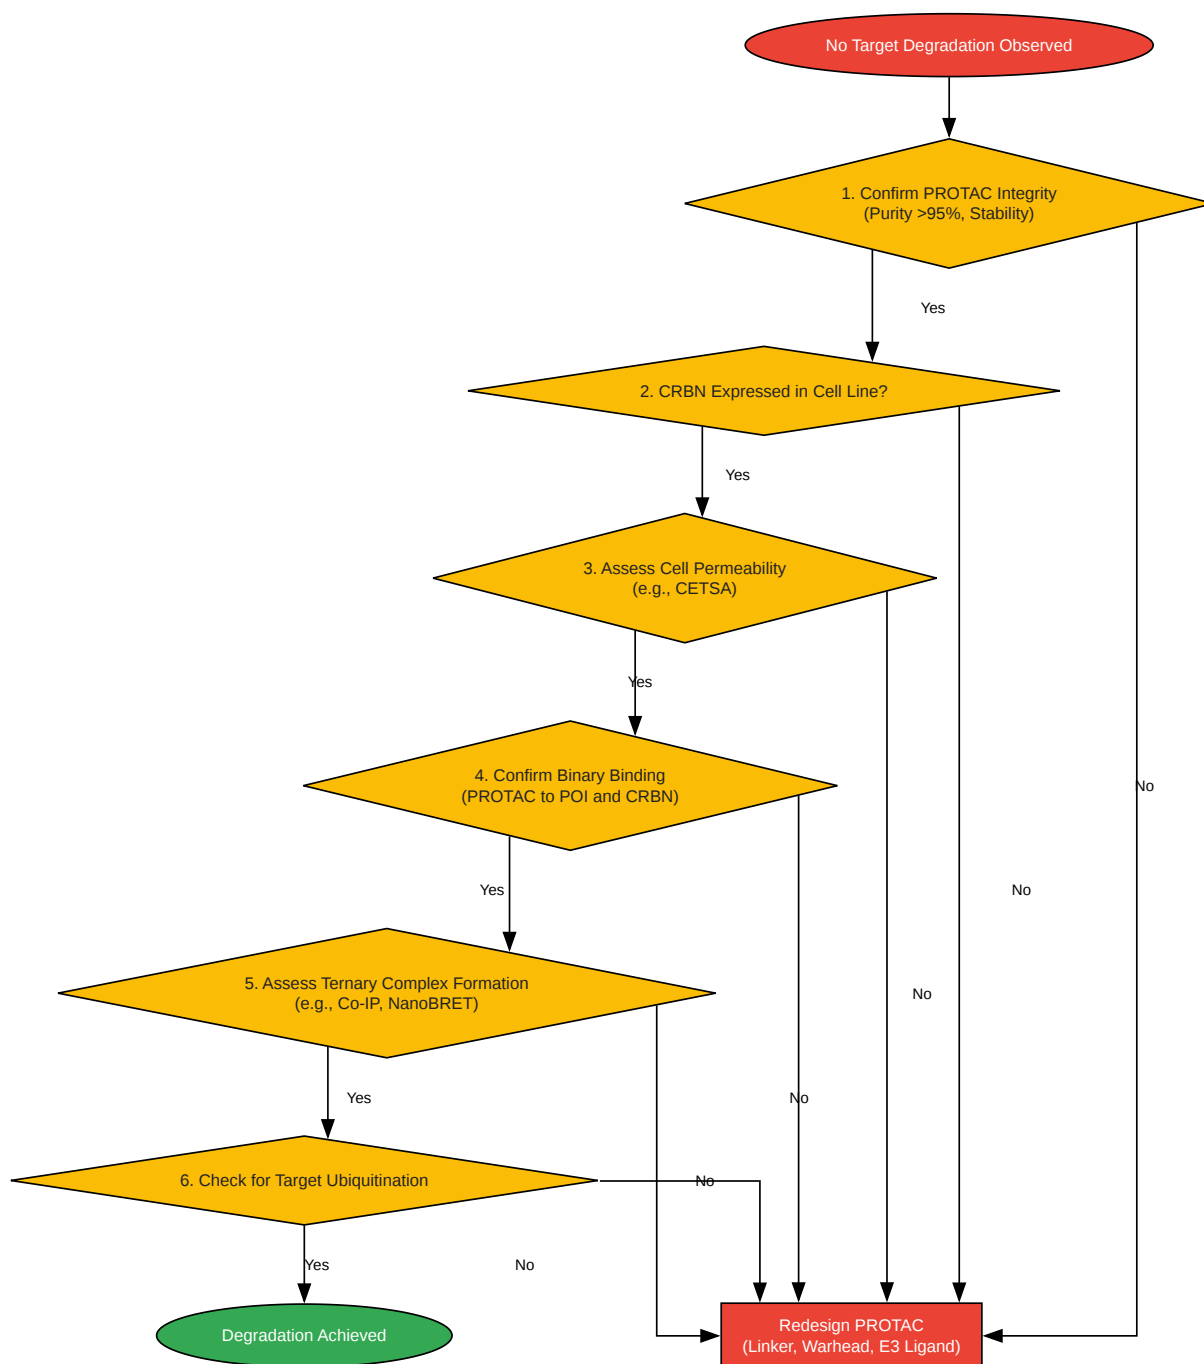 No Target Degradation Observed
1. Confirm PROTAC Integrity
(Purity >95%, Stability)
Yes
2. CRBN Expressed in Cell Line?
Yes
3. Assess Cell Permeability
(e.g., CETSA)
Yes
4. Confirm Binary Binding
(PROTAC to POI and CRBN)
No
Yes
No
5. Assess Ternary Complex Formation
(e.g., Co-IP, NanoBRET)
No
Yes
No
6. Check for Target Ubiquitination
No
Yes
No
Degradation Achieved
Redesign PROTAC
(Linker, Warhead, E3 Ligand)